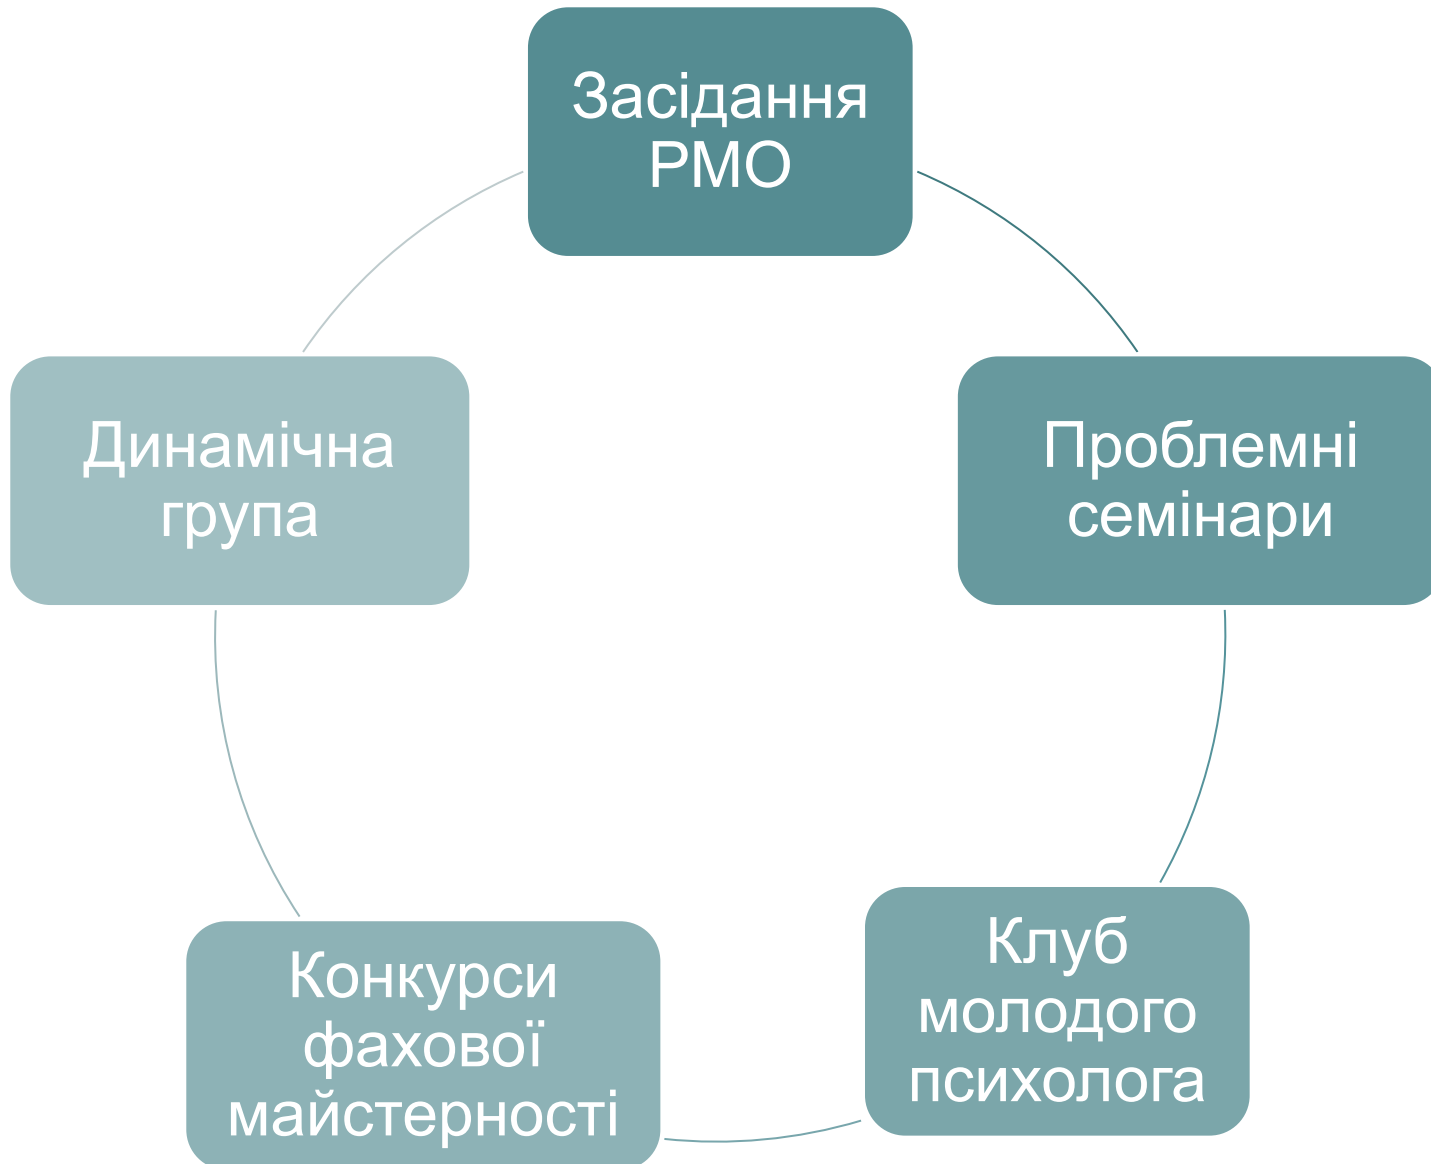 Засідання
РМО
Проблемні
семінари
Клуб
молодого
психолога
Конкурси
фахової
майстерності
Динамічна
група